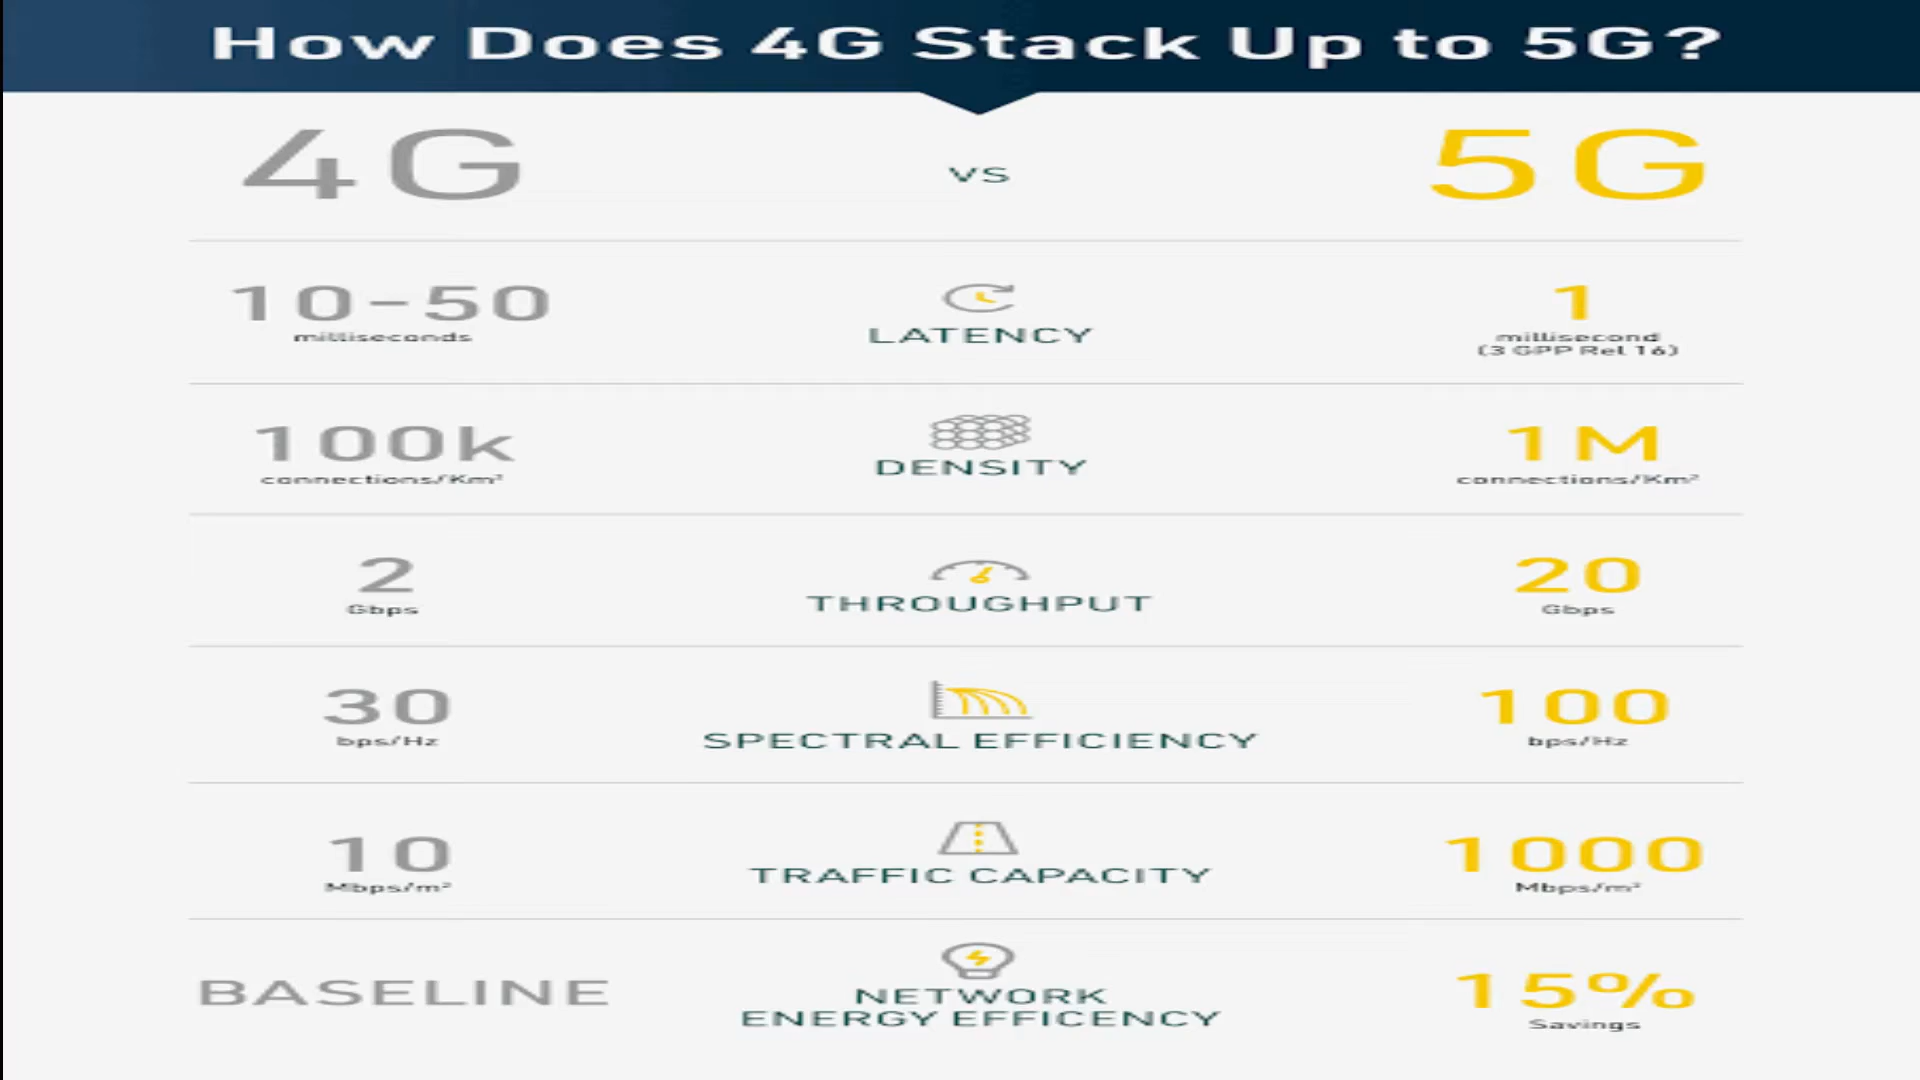 How Does 4G Stack Up to 5G?
4G vs 5G
10-50 LATENCY 1
milliseconds millisecond
(3 GPP Rel 16)
100k DENSITY 1M
connections/Km² connections/Km²
2 THROUGHPUT 20
Gbps Gbps
30 SPECTRAL EFFICIENCY 100
bps/Hz bps/Hz
10 TRAFFIC CAPACITY 1000
Mbps/m² Mbps/m²
BASELINE NETWORK 15%
ENERGY EFFICENCY Savings